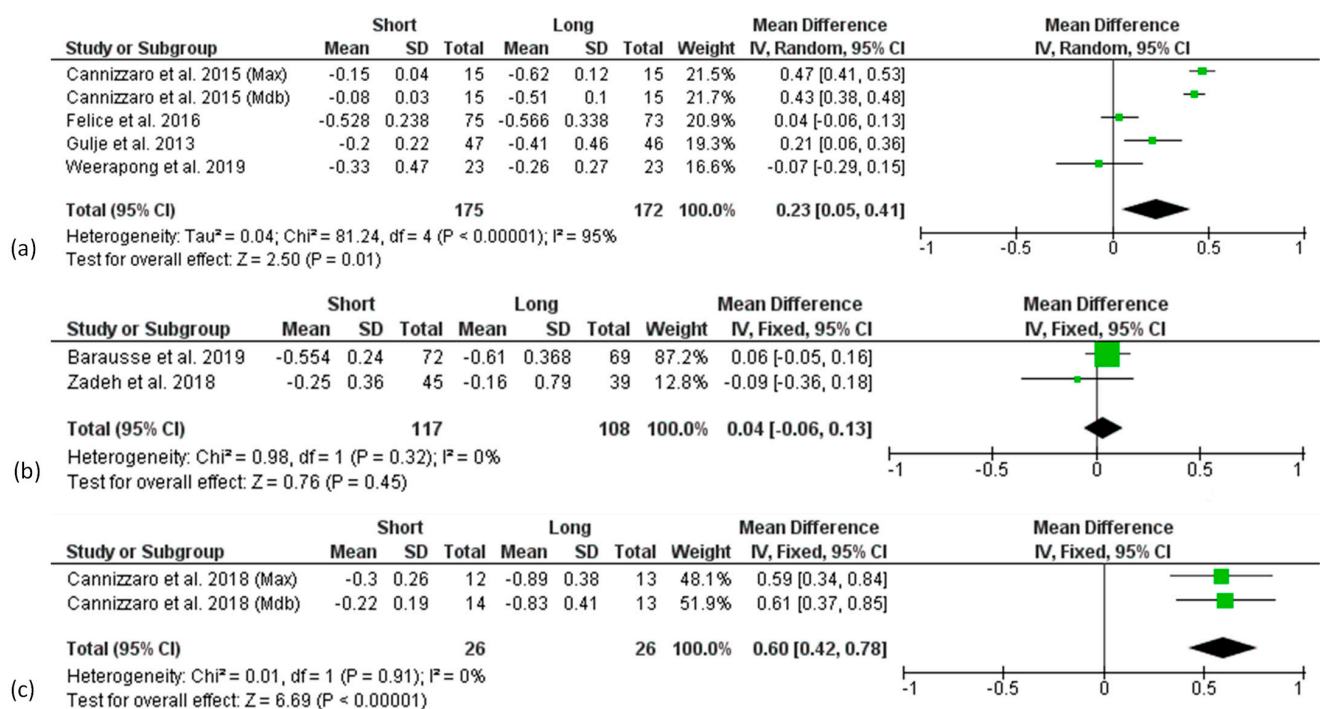 Short Long Mean Difference Mean Difference
Study or Subgroup Mean SD Total Mean SD Total Weight IV, Random, 95% CI IV, Random, 95% CI
Cannizzaro et al. 2015 (Max) -0.15 0.04 15 -0.62 0.12 15 21.5% 0.47 [0.41, 0.53]
Cannizzaro et al. 2015 (Mdb) -0.08 0.03 15 -0.51 0.1 15 21.7% 0.43 [0.38, 0.48]
Felice et al. 2016 -0.528 0.238 75 -0.566 0.338 73 20.9% 0.04 [-0.06, 0.13]
Gulje et al. 2013 -0.2 0.22 47 -0.41 0.46 46 19.3% 0.21 [0.06, 0.36]
Weerapong et al. 2019 -0.33 0.47 23 -0.26 0.27 23 16.6% -0.07 [-0.29, 0.15]
Total (95% CI) 175 172 100.0% 0.23 [0.05, 0.41]
Heterogeneity: Tau² = 0.04; Chi² = 81.24, df = 4 (P < 0.00001); I² = 95%
Test for overall effect: Z = 2.50 (P = 0.01)
-1 -0.5 0 0.5 1
(a)
Short Long Mean Difference Mean Difference
Study or Subgroup Mean SD Total Mean SD Total Weight IV, Fixed, 95% CI IV, Fixed, 95% CI
Barausse et al. 2019 -0.554 0.24 72 -0.61 0.368 69 87.2% 0.06 [-0.05, 0.16]
Zadeh et al. 2018 -0.25 0.36 45 -0.16 0.79 39 12.8% -0.09 [-0.36, 0.18]
Total (95% CI) 117 108 100.0% 0.04 [-0.06, 0.13]
Heterogeneity: Chi² = 0.98, df = 1 (P = 0.32); I² = 0%
Test for overall effect: Z = 0.76 (P = 0.45)
-1 -0.5 0 0.5 1
(b)
Short Long Mean Difference Mean Difference
Study or Subgroup Mean SD Total Mean SD Total Weight IV, Fixed, 95% CI IV, Fixed, 95% CI
Cannizzaro et al. 2018 (Max) -0.3 0.26 12 -0.89 0.38 13 48.1% 0.59 [0.34, 0.84]
Cannizzaro et al. 2018 (Mdb) -0.22 0.19 14 -0.83 0.41 13 51.9% 0.61 [0.37, 0.85]
Total (95% CI) 26 26 100.0% 0.60 [0.42, 0.78]
Heterogeneity: Chi² = 0.01, df = 1 (P = 0.91); I² = 0%
Test for overall effect: Z = 6.69 (P < 0.00001)
-1 -0.5 0 0.5 1
(c)